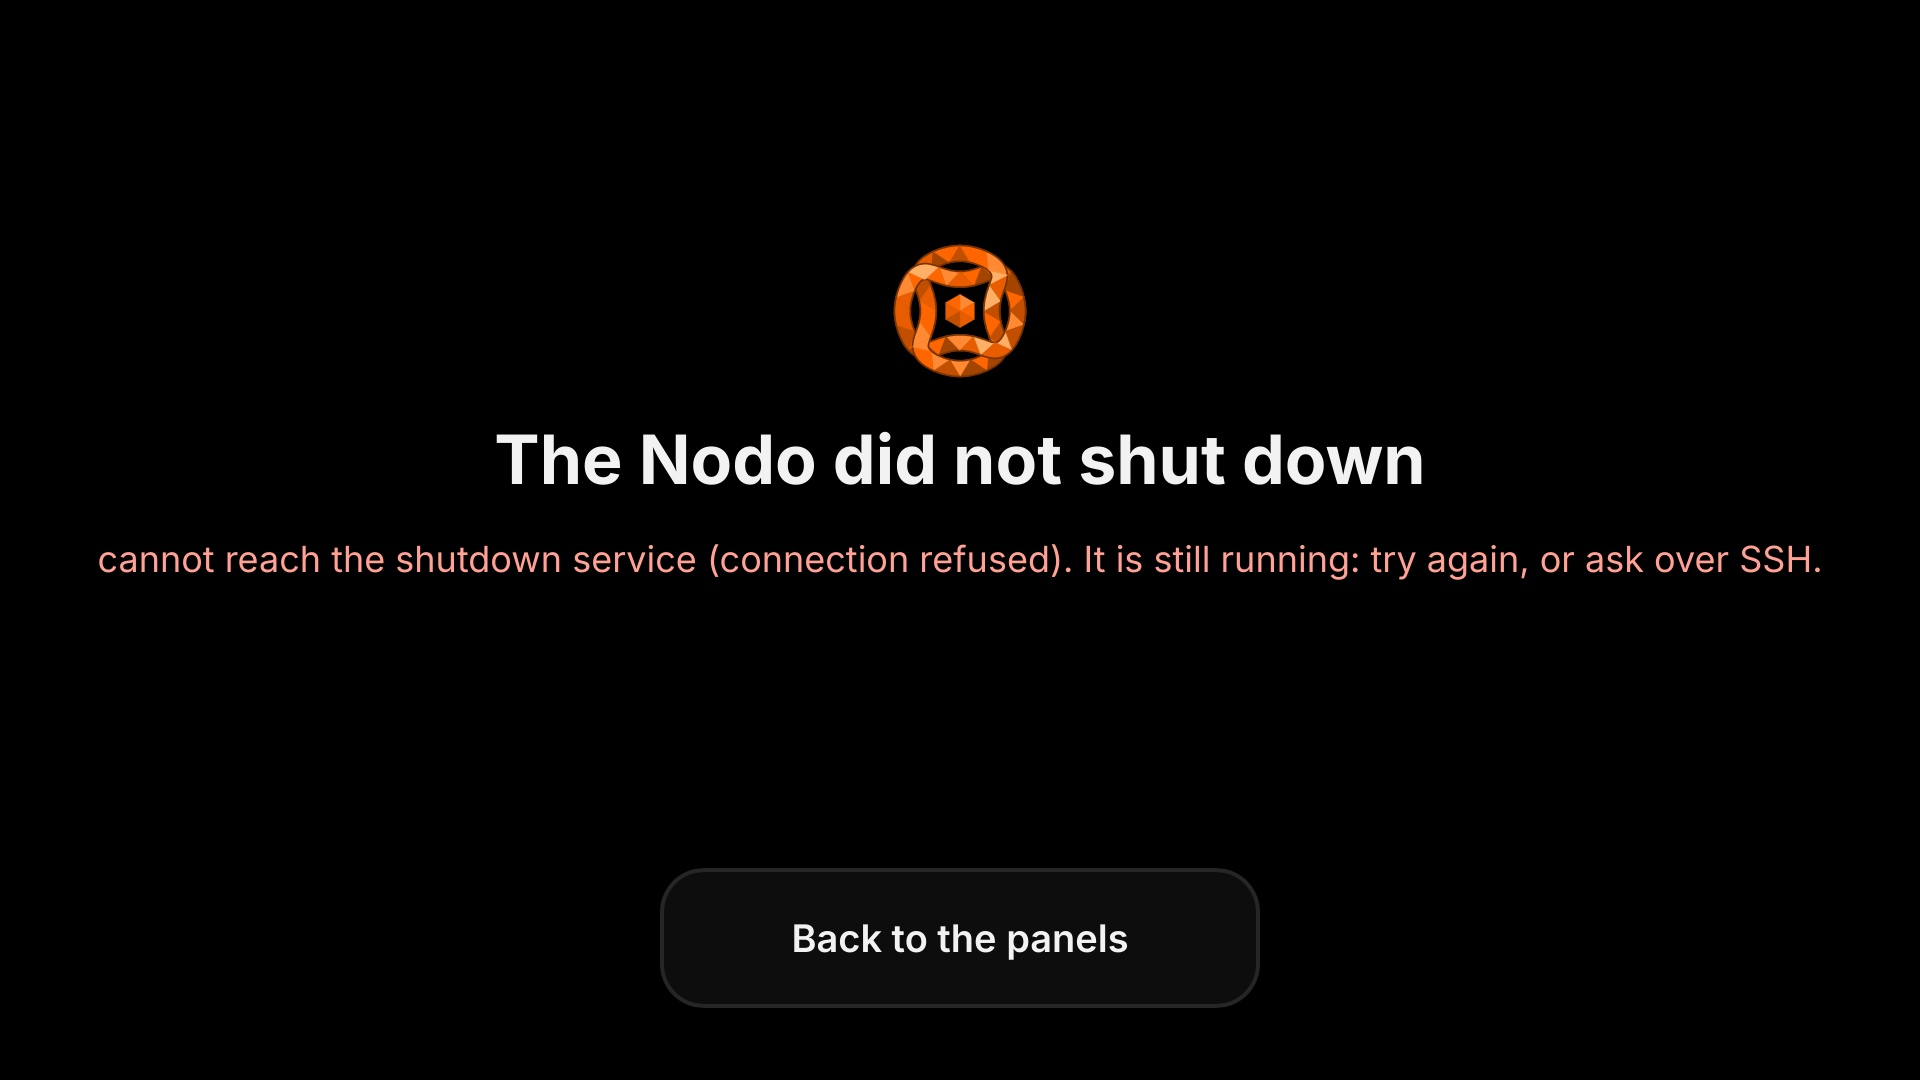 The Nodo did not shut down
cannot reach the shutdown service (connection refused). It is still running: try again, or ask over SSH.
Back to the panels